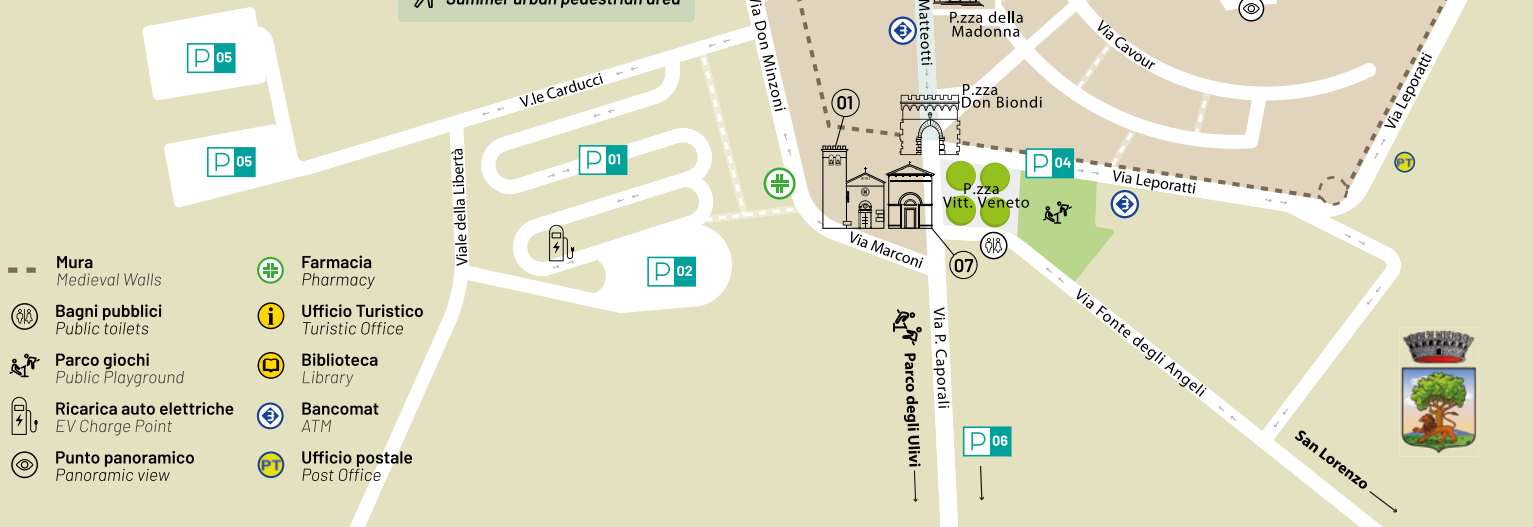 Summer urban pedestrian area
Via Don Minzoni
Matteotti
P.zza della
Madonna
Via Cavour
Via Leporatti
P 05
V.le Carducci
01
P.zza
Don Biondi
P 05
P 01
P 04
PT
Via Leporatti
Viale della Libertà
P.zza
Vitt. Veneto
Via Marconi
07
P 02
Via Fonte degli Angeli
Via P. Caporali
Parco degli Ulivi
P 06
San Lorenzo
Mura
Medieval Walls
Bagni pubblici
Public toilets
Parco giochi
Public Playground
Ricarica auto elettriche
EV Charge Point
Punto panoramico
Panoramic view
Farmacia
Pharmacy
i
Ufficio Turistico
Turistic Office
Biblioteca
Library
Bancomat
ATM
PT
Ufficio postale
Post Office